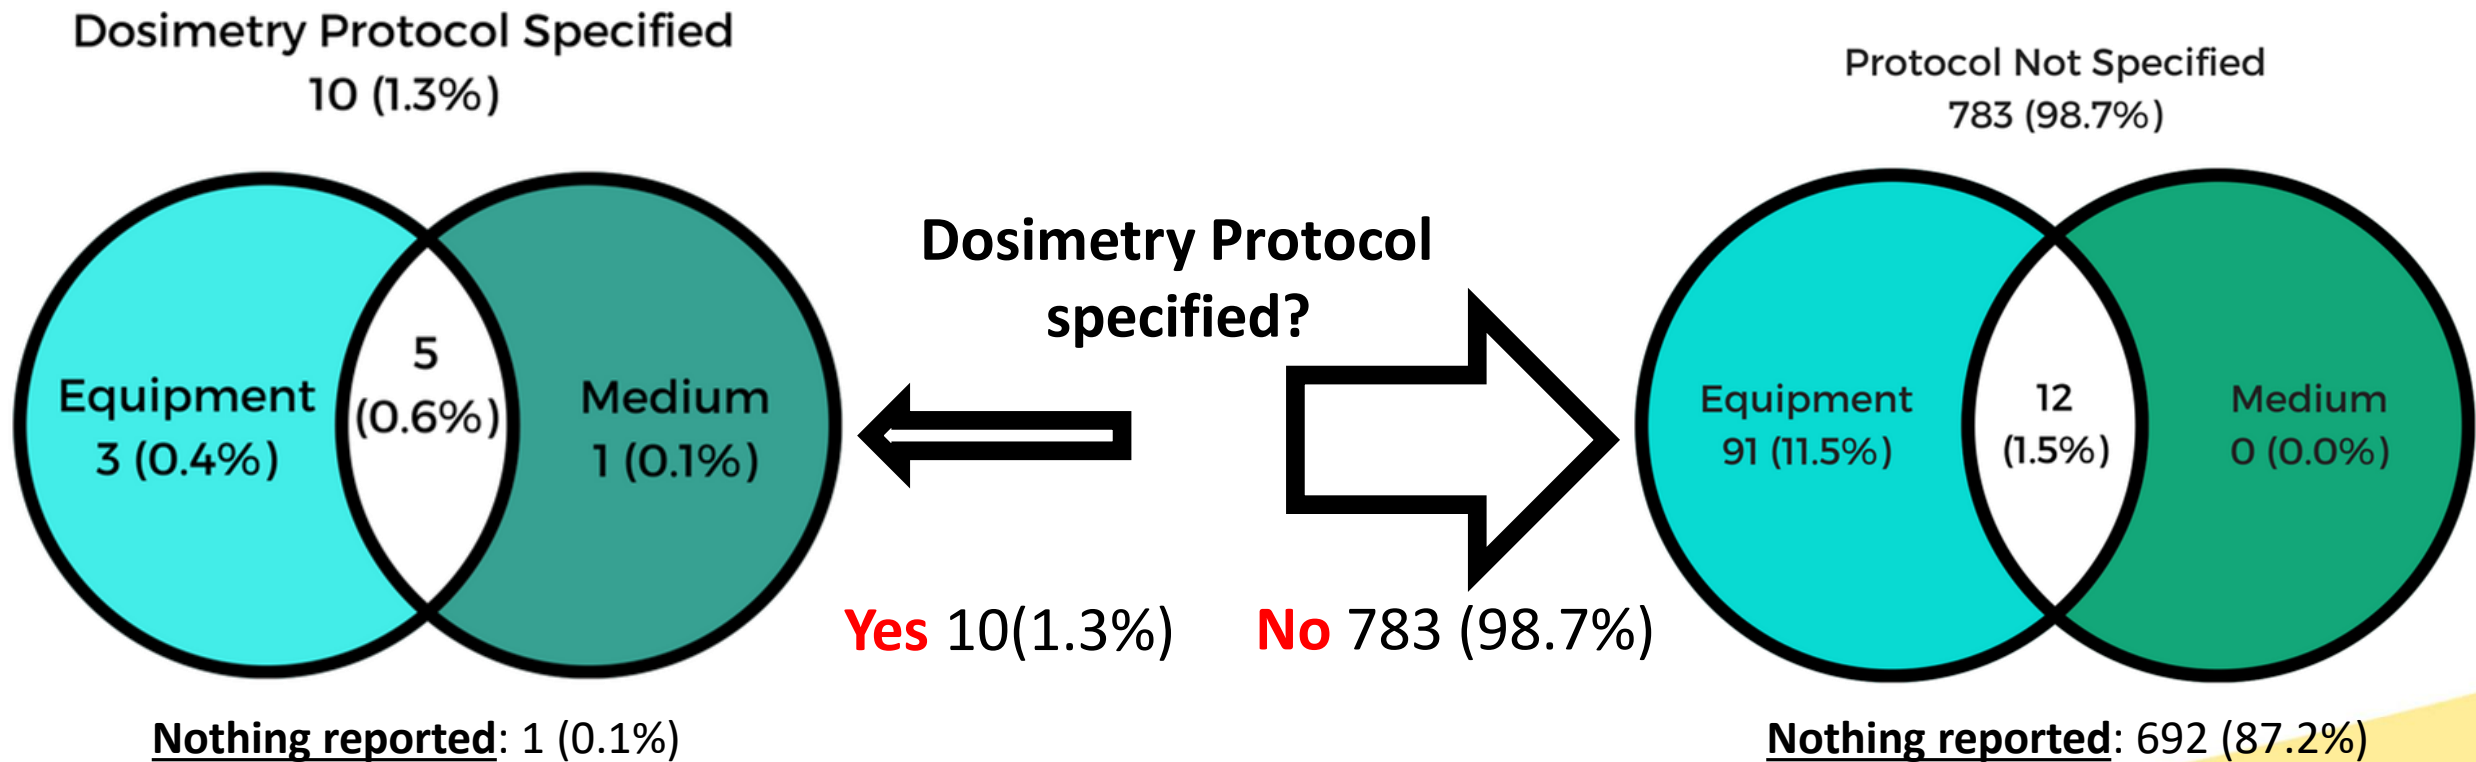 Dosimetry Protocol Specified
10 (1.3%)
Equipment
3 (0.4%)
5
(0.6%)
Medium
1 (0.1%)
Nothing reported: 1 (0.1%)
Dosimetry Protocol
specified?
Yes 10(1.3%)
No 783 (98.7%)
Protocol Not Specified
783 (98.7%)
Equipment
91 (11.5%)
12
(1.5%)
Medium
0 (0.0%)
Nothing reported: 692 (87.2%)